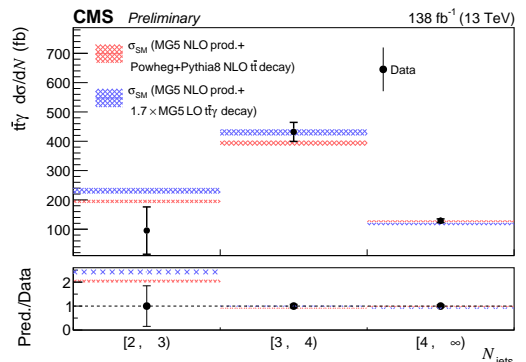 CMS Preliminary 138 fb⁻¹ (13 TeV)
tt̄γ dσ/dN (fb)
700
600
500
400
300
200
100
σSM (MG5 NLO prod.+
Powheg+Pythia8 NLO tt̄ decay)
σSM (MG5 NLO prod.+
1.7 × MG5 LO tt̄γ decay)
Data
Pred./Data
2
1
0
[2 , 3) [3 , 4) [4 , ∞)
N_jets